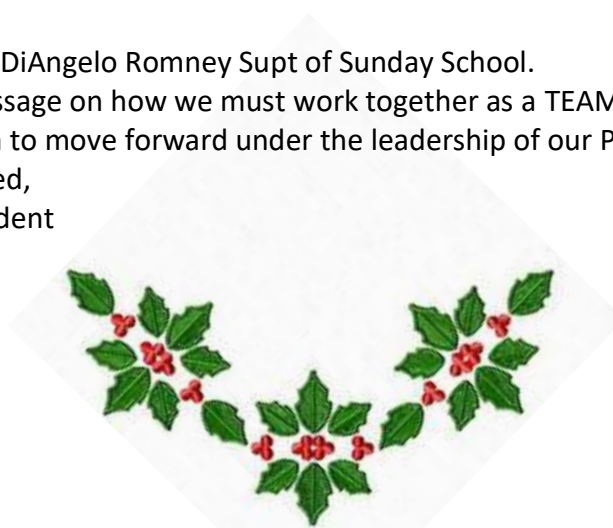 DiAngelo Romney Supt of Sunday School.
ssage on how we must work together as a TEAM
to move forward under the leadership of our P
ed,
dent